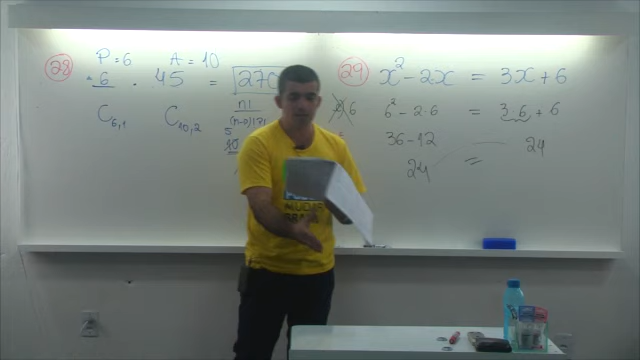 28 P=6 A=10
6 · 45 = 270
C6,1 C10,2
n!
29 x² - 2x = 3x + 6
6² - 2·6 = 3·6 + 6
36 - 12 24
24 =
MUDAR